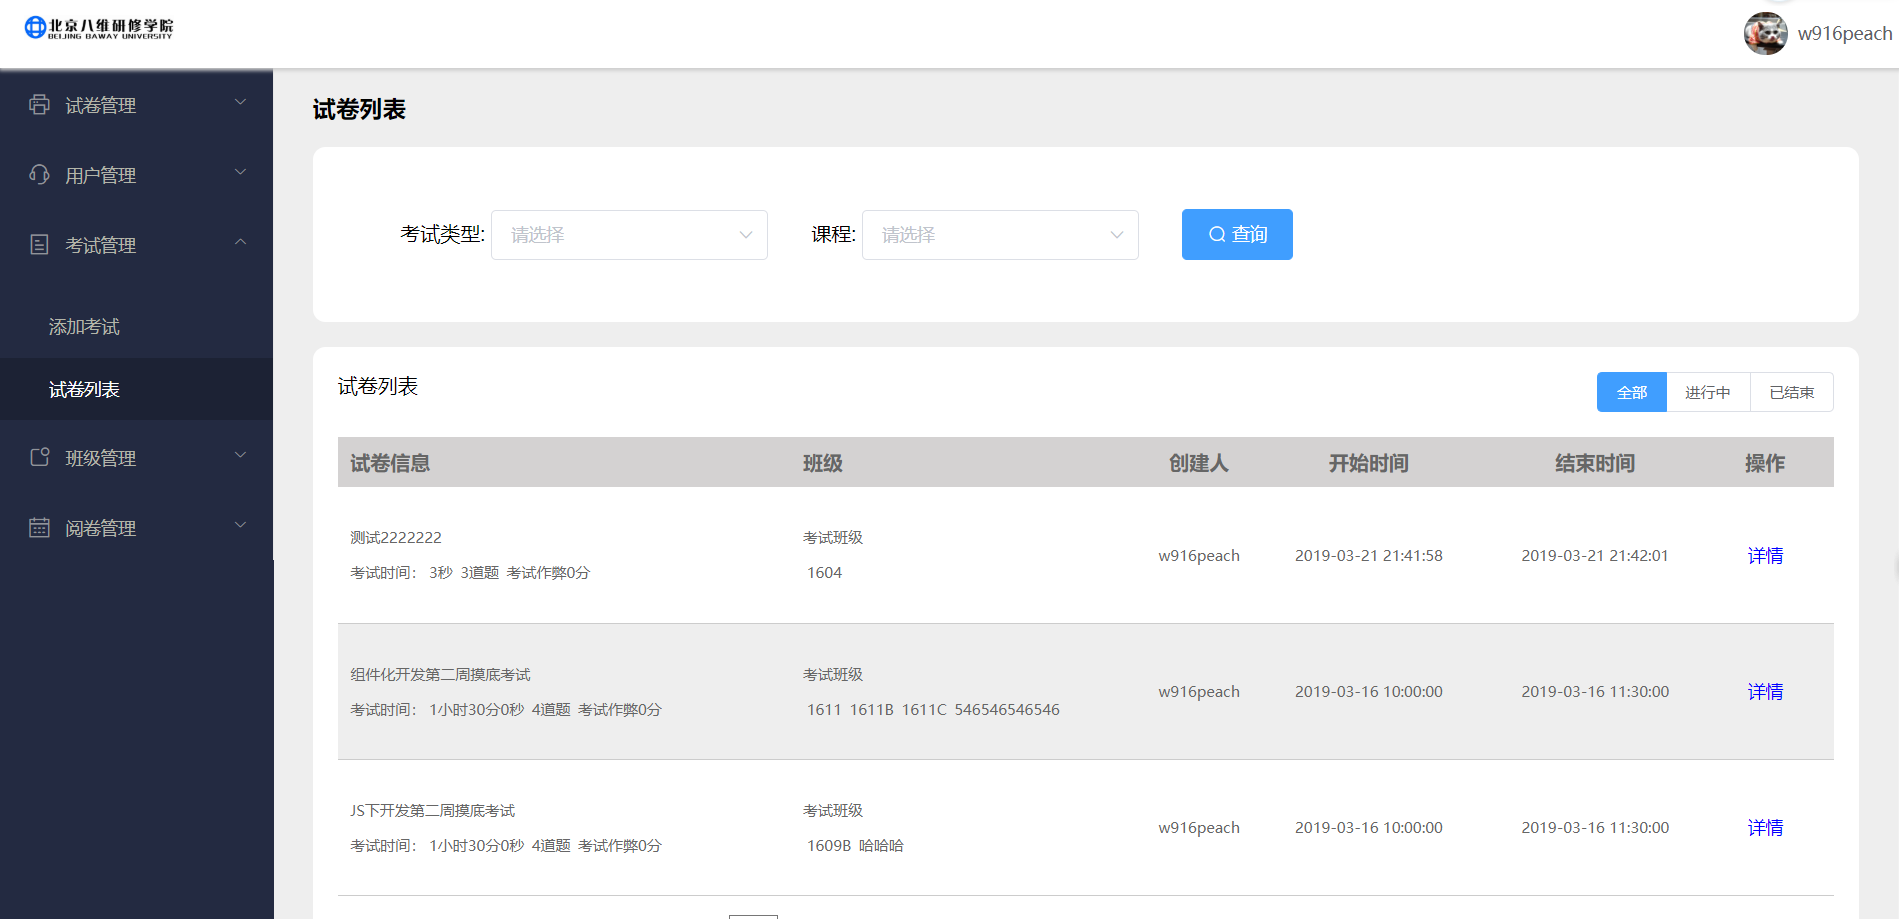 北京八维研修学院
BEIJING BAWAY UNIVERSITY
w916peach
试卷管理
用户管理
考试管理
添加考试
试卷列表
班级管理
阅卷管理
试卷列表
考试类型: 请选择 课程: 请选择 查询
试卷列表 全部 进行中 已结束
试卷信息 班级 创建人 开始时间 结束时间 操作
测试2222222 考试班级
w916peach 2019-03-21 21:41:58 2019-03-21 21:42:01 详情
考试时间： 3秒 3道题 考试作弊0分 1604
组件化开发第二周摸底考试 考试班级
w916peach 2019-03-16 10:00:00 2019-03-16 11:30:00 详情
考试时间： 1小时30分0秒 4道题 考试作弊0分 1611 1611B 1611C 546546546546
JS下开发第二周摸底考试 考试班级
w916peach 2019-03-16 10:00:00 2019-03-16 11:30:00 详情
考试时间： 1小时30分0秒 4道题 考试作弊0分 1609B 哈哈哈